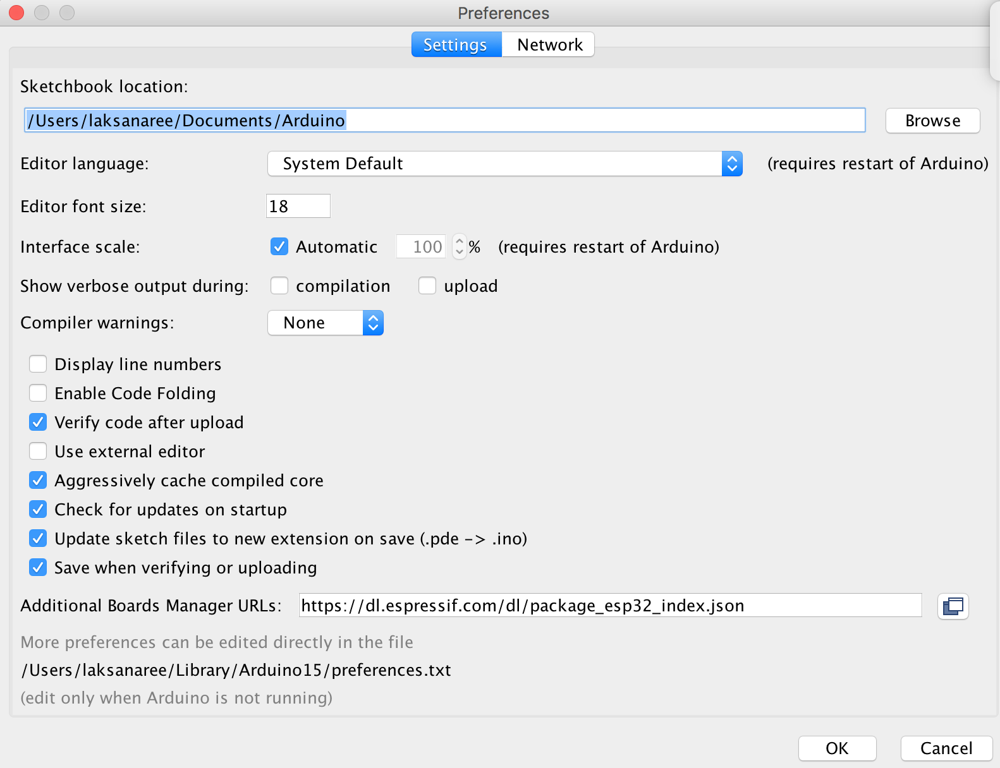 Preferences
Settings Network
Sketchbook location:
/Users/laksanaree/Documents/Arduino Browse
Editor language: System Default (requires restart of Arduino)
Editor font size: 18
Interface scale: Automatic 100 % (requires restart of Arduino)
Show verbose output during: compilation upload
Compiler warnings: None
Display line numbers
Enable Code Folding
Verify code after upload
Use external editor
Aggressively cache compiled core
Check for updates on startup
Update sketch files to new extension on save (.pde -> .ino)
Save when verifying or uploading
Additional Boards Manager URLs: https://dl.espressif.com/dl/package_esp32_index.json
More preferences can be edited directly in the file
/Users/laksanaree/Library/Arduino15/preferences.txt
(edit only when Arduino is not running)
OK Cancel